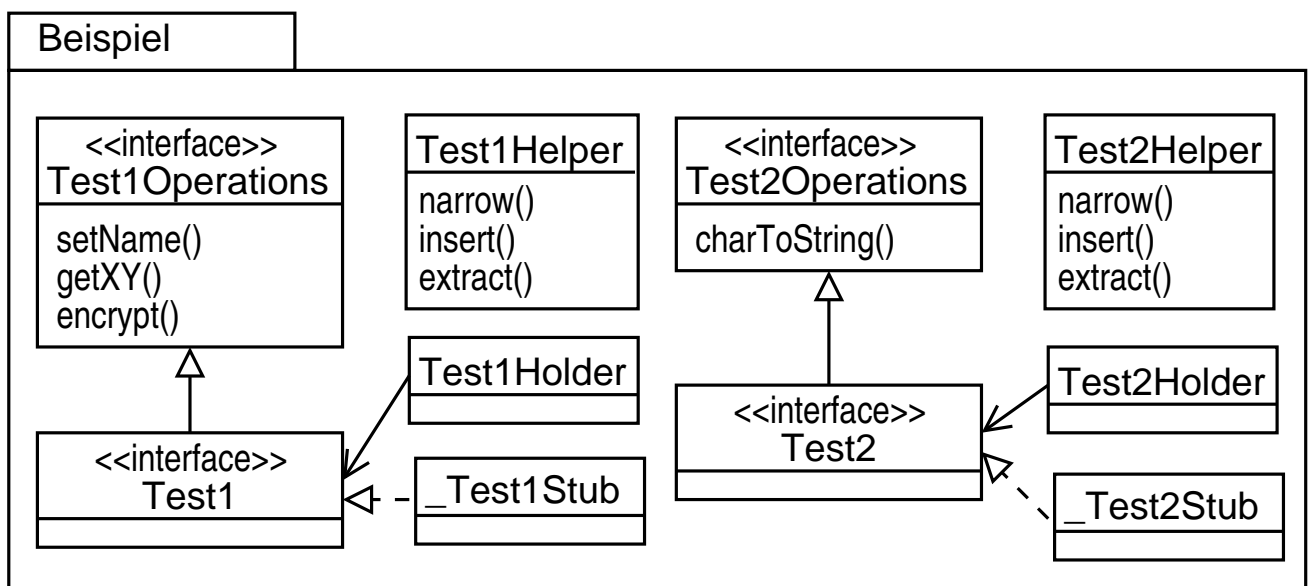 Beispiel
<<interface>>
Test1Operations
setName()
getXY()
encrypt()
Test1Helper
narrow()
insert()
extract()
<<interface>>
Test2Operations
charToString()
Test2Helper
narrow()
insert()
extract()
Test1Holder
<<interface>>
Test1
_Test1Stub
<<interface>>
Test2
Test2Holder
_Test2Stub